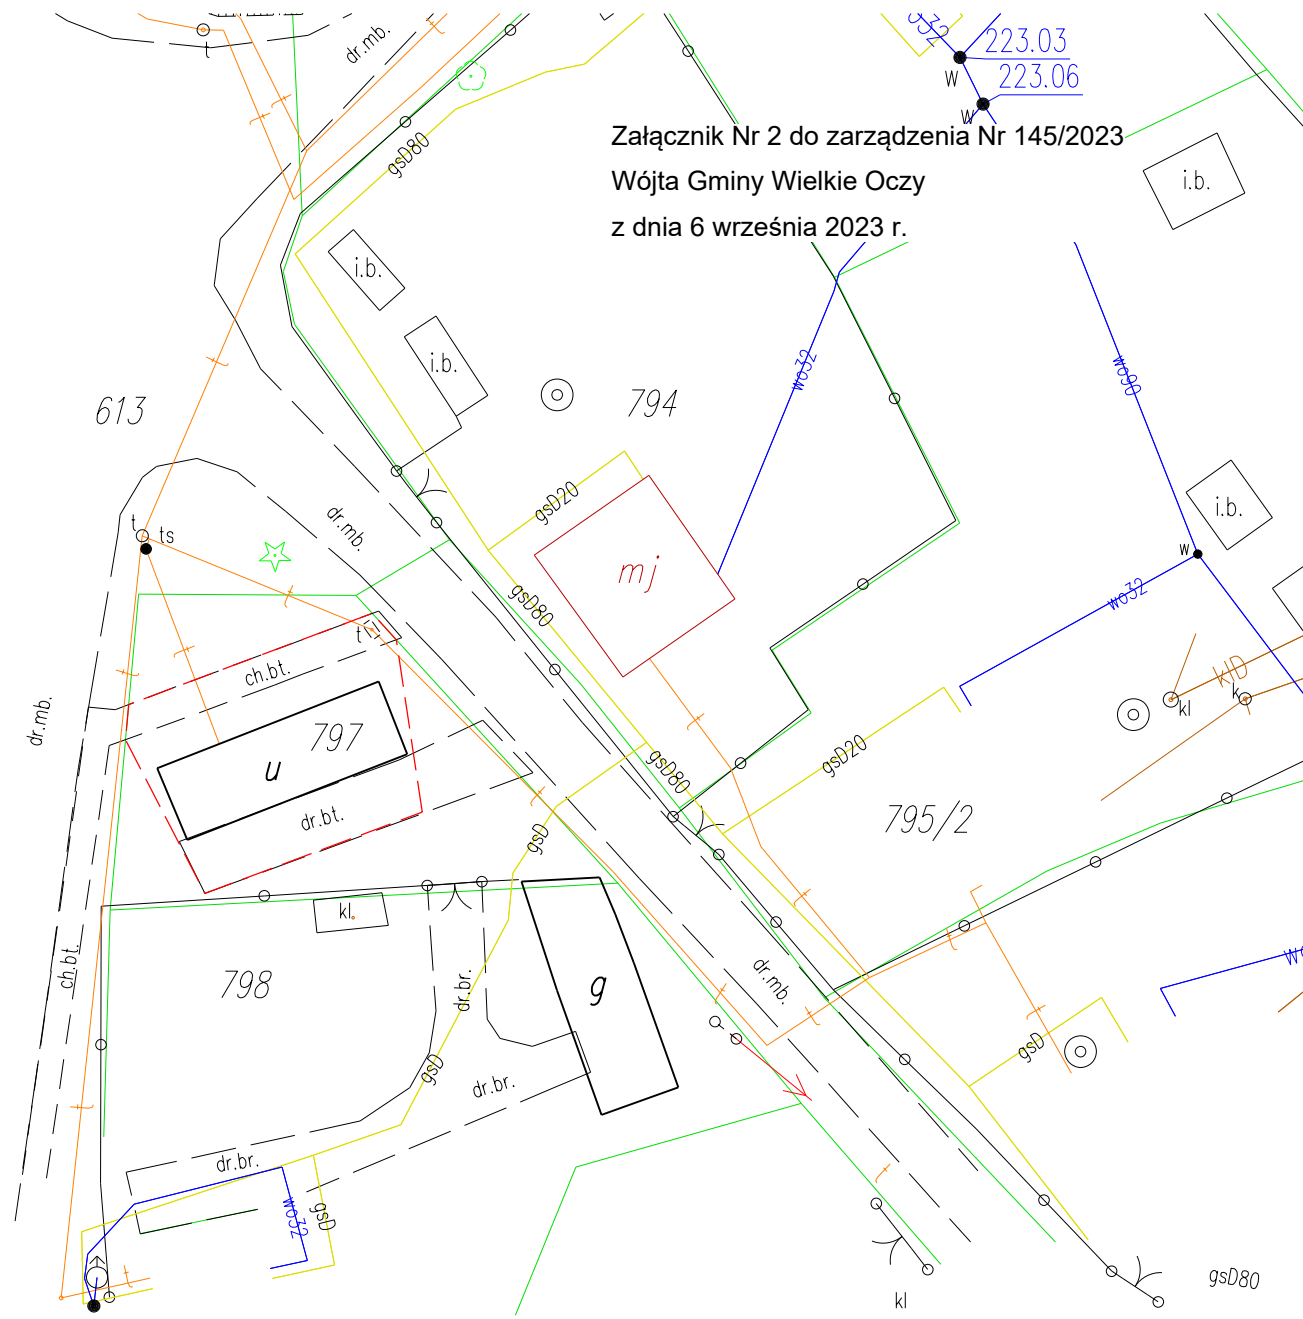 t
dr.mb.
wo32
223.03
W
223.06
W
gsD80
Załącznik Nr 2 do zarządzenia Nr 145/2023
Wójta Gminy Wielkie Oczy
z dnia 6 września 2023 r.
i.b.
i.b.
i.b.
wo32
wo90
613
794
gsD20
i.b.
t
ts
dr.mb.
w
mj
gsD80
wo32
t
ch.bt.
klD
k
kl
dr.mb.
797
u
gsD80
gsD20
dr.bt.
gsD
795/2
kl.
ch.bt.
798
dr.br.
g
dr.mb.
gsD
gsD
dr.br.
dr.br.
wo32
gsD
t
kl
gsD80